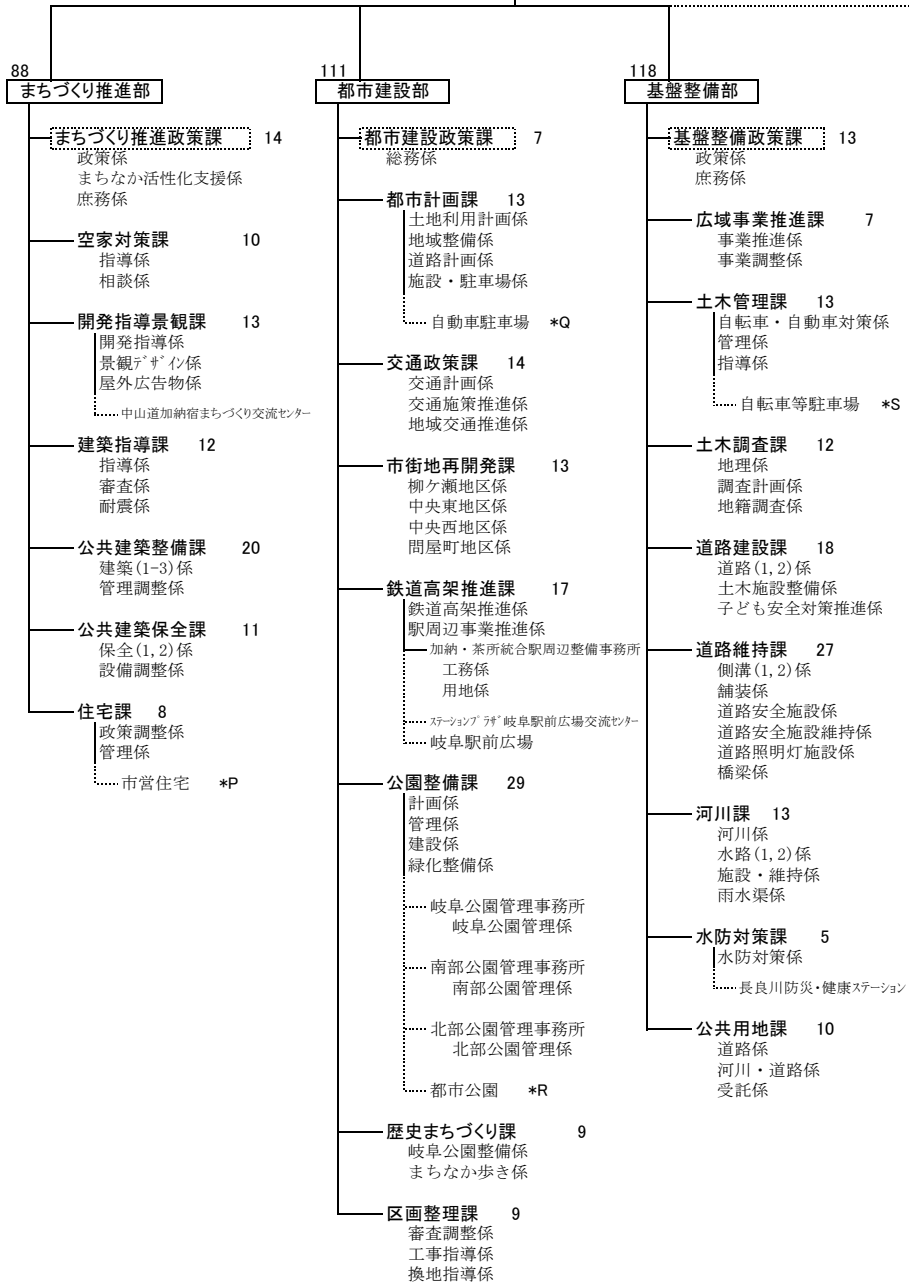 88
まちづくり推進部
まちづくり推進政策課 14
政策係
まちなか活性化支援係
庶務係
空家対策課 10
指導係
相談係
開発指導景観課 13
開発指導係
景観ﾃﾞｻﾞｲﾝ係
屋外広告物係
中山道加納宿まちづくり交流ｾﾝﾀｰ
建築指導課 12
指導係
審査係
耐震係
公共建築整備課 20
建築(1-3)係
管理調整係
公共建築保全課 11
保全(1,2)係
設備調整係
住宅課 8
政策調整係
管理係
市営住宅 *P
111
都市建設部
都市建設政策課 7
総務係
都市計画課 13
土地利用計画係
地域整備係
道路計画係
施設・駐車場係
自動車駐車場 *Q
交通政策課 14
交通計画係
交通施策推進係
地域交通推進係
市街地再開発課 13
柳ケ瀬地区係
中央東地区係
中央西地区係
問屋町地区係
鉄道高架推進課 17
鉄道高架推進係
駅周辺事業推進係
加納・茶所統合駅周辺整備事務所
工務係
用地係
ｽﾃｰｼｮﾝﾌﾟﾗｻﾞ岐阜駅前広場交流ｾﾝﾀｰ
岐阜駅前広場
公園整備課 29
計画係
管理係
建設係
緑化整備係
岐阜公園管理事務所
岐阜公園管理係
南部公園管理事務所
南部公園管理係
北部公園管理事務所
北部公園管理係
都市公園 *R
歴史まちづくり課 9
岐阜公園整備係
まちなか歩き係
区画整理課 9
審査調整係
工事指導係
換地指導係
118
基盤整備部
基盤整備政策課 13
政策係
庶務係
広域事業推進課 7
事業推進係
事業調整係
土木管理課 13
自転車・自動車対策係
管理係
指導係
自転車等駐車場 *S
土木調査課 12
地理係
調査計画係
地籍調査係
道路建設課 18
道路(1,2)係
土木施設整備係
子ども安全対策推進係
道路維持課 27
側溝(1,2)係
舗装係
道路安全施設係
道路安全施設維持係
道路照明灯施設係
橋梁係
河川課 13
河川係
水路(1,2)係
施設・維持係
雨水渠係
水防対策課 5
水防対策係
長良川防災・健康ｽﾃｰｼｮﾝ
公共用地課 10
道路係
河川・道路係
受託係